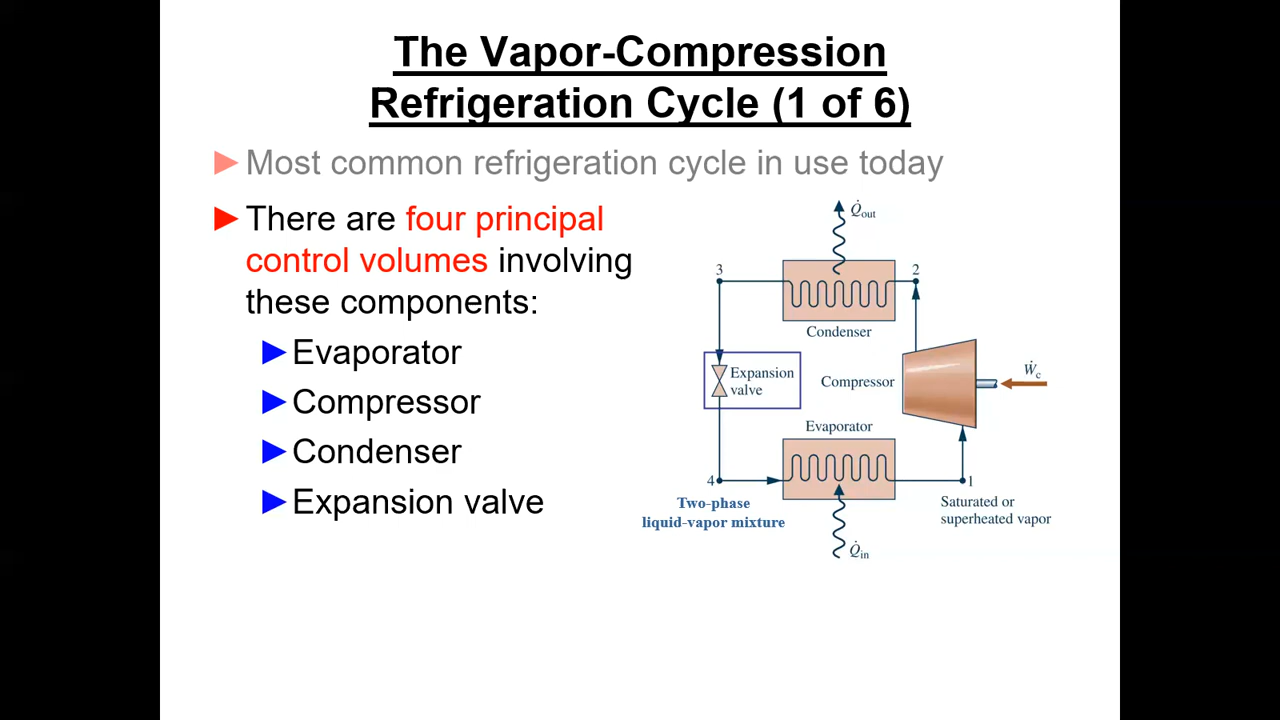 The Vapor-Compression
Refrigeration Cycle (1 of 6)
►Most common refrigeration cycle in use today
►There are four principal
control volumes involving
these components:
►Evaporator
►Compressor
►Condenser
►Expansion valve
Q̇out
3
2
Condenser
Expansion
valve
Compressor
Ẇc
Evaporator
4
1
Two-phase
liquid-vapor mixture
Saturated or
superheated vapor
Q̇in